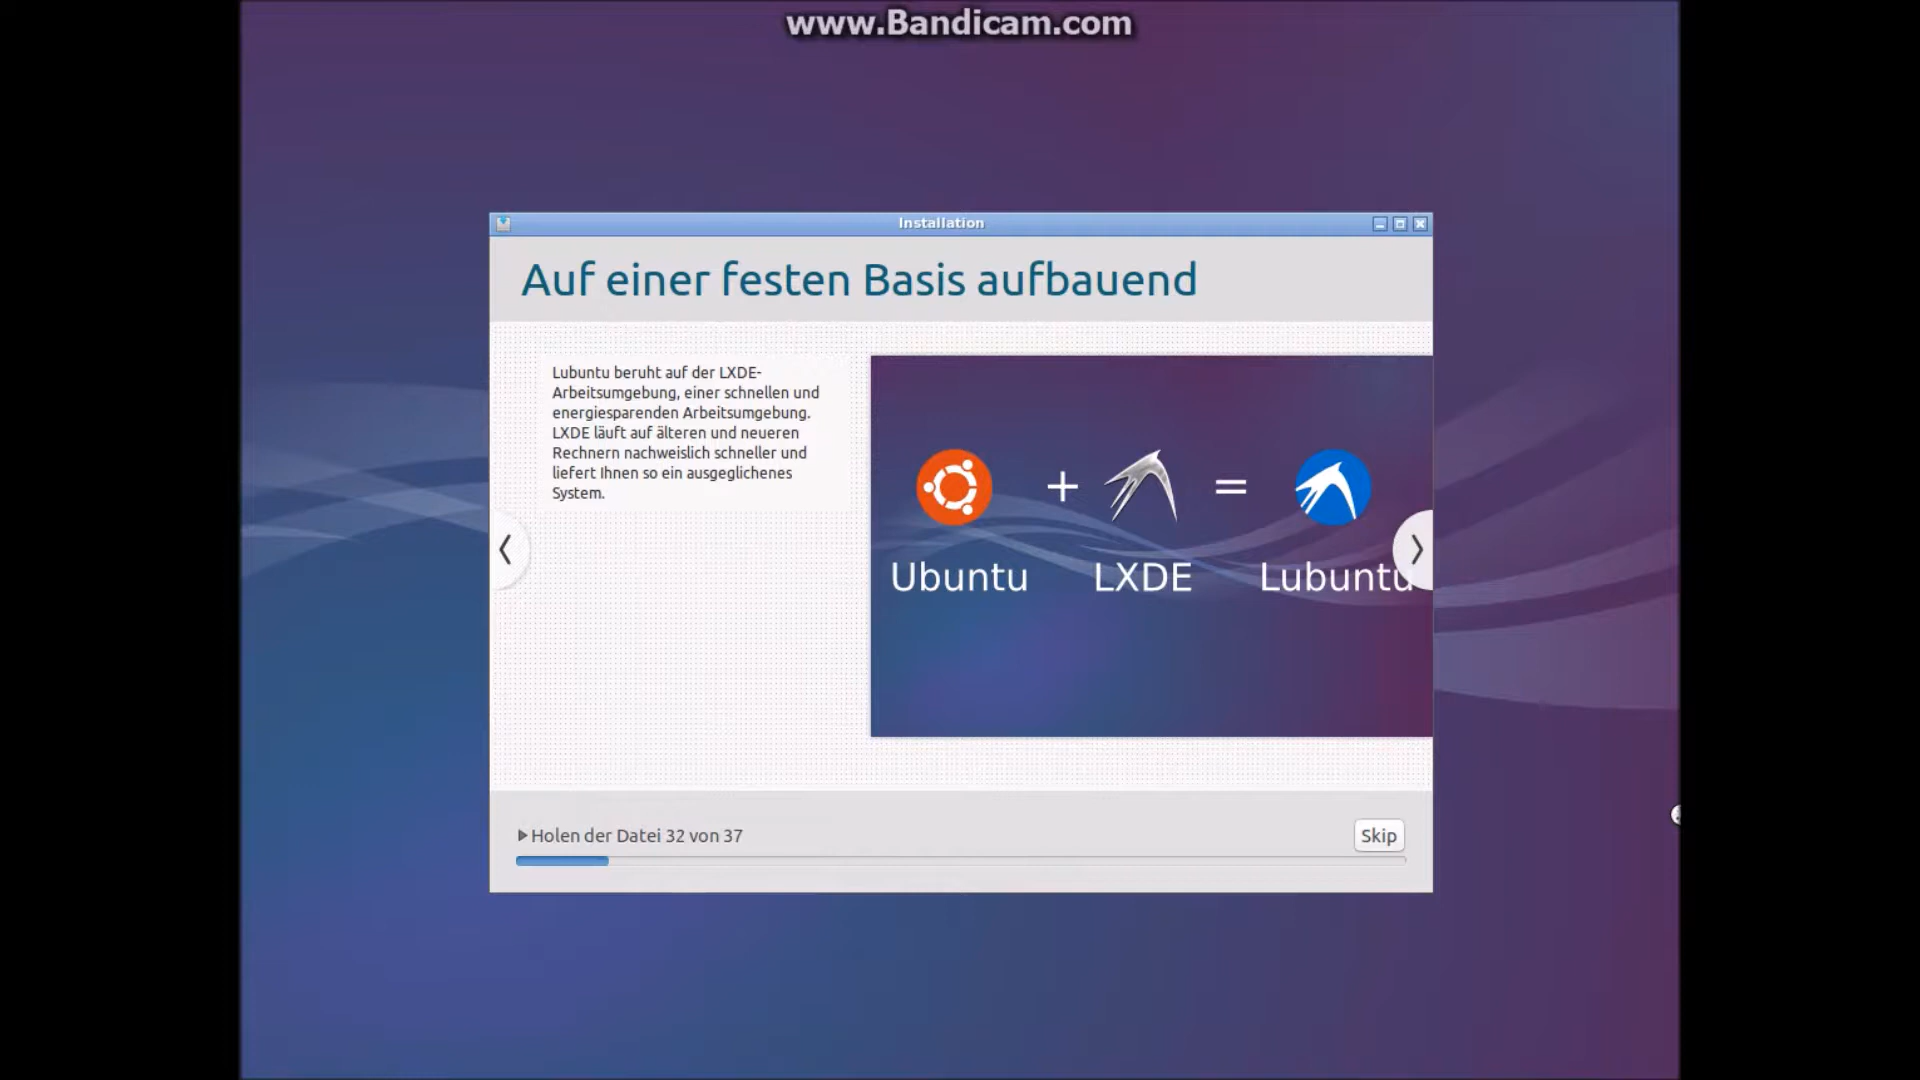 www.Bandicam.com
Installation
Auf einer festen Basis aufbauend
Lubuntu beruht auf der LXDE-
Arbeitsumgebung, einer schnellen und
energiesparenden Arbeitsumgebung.
LXDE läuft auf älteren und neueren
Rechnern nachweislich schneller und
liefert Ihnen so ein ausgeglichenes
System.
+ =
Ubuntu LXDE Lubuntu
Holen der Datei 32 von 37
Skip